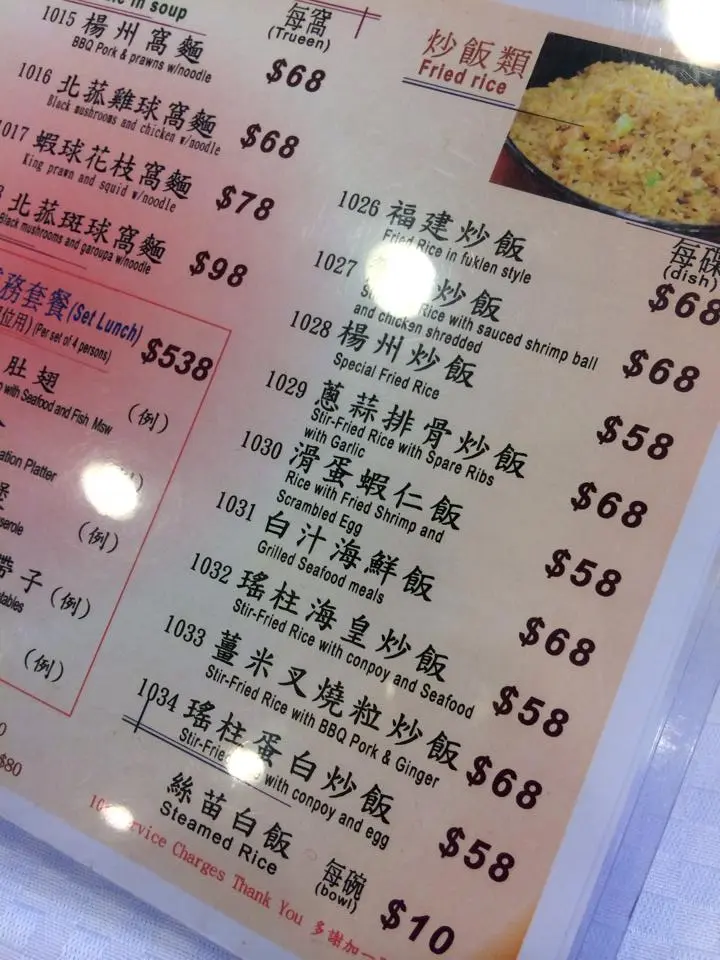 in soup
每窩
(Trueen)
1015 楊州窩麵
BBQ Pork & prawns w/noodle
$68
1016 北菰雞球窩麵
Black mushrooms and chicken w/noodle
$68
1017 蝦球花枝窩麵
King prawn and squid w/noodle
$78
北菰斑球窩麵
Black mushrooms and garoupa w/noodle
$98
務套餐(Set Lunch)
位用) (Per set of 4 persons)
$538
肚翅 (例)
with Seafood and Fish Msw
Platter
帶子 (例)
(例)
(例)
$80
炒飯類
Fried rice
每碟
(dish)
1026 福建炒飯
Fried Rice in fukien style
$68
1027 炒飯
Rice with sauced shrimp ball
and chicken shredded
$68
1028 楊州炒飯
Special Fried Rice
$58
1029 蔥蒜排骨炒飯
Stir-Fried Rice with Spare Ribs
with Garlic
$68
1030 滑蛋蝦仁飯
Rice with Fried Shrimp and
Scrambled Egg
$58
1031 白汁海鮮飯
Grilled Seafood meals
$68
1032 瑤柱海皇炒飯
Stir-Fried Rice with conpoy and Seafood
$58
1033 薑米叉燒粒炒飯
Stir-Fried Rice with BBQ Pork & Ginger
$68
1034 瑤柱蛋白炒飯
with conpoy and egg
$58
絲苗白飯
Steamed Rice
每碗
(bowl)
$10
Service Charges Thank You 多謝加一